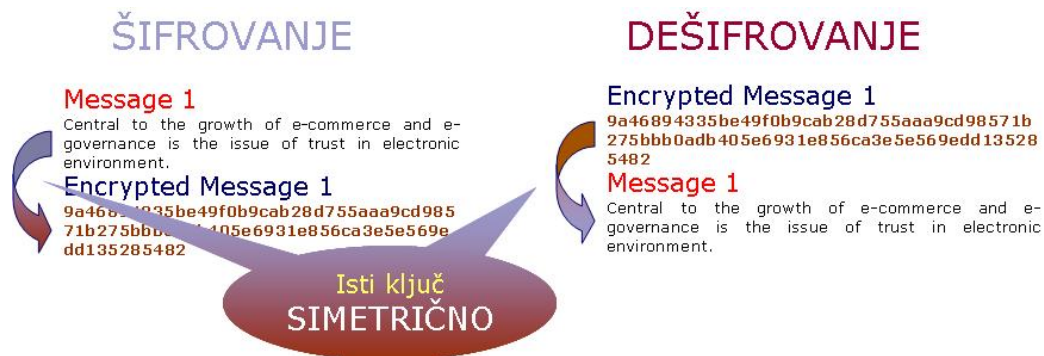 ŠIFROVANJE
Message 1
Central to the growth of e-commerce and e-
governance is the issue of trust in electronic
environment.
Encrypted Message 1
dd135285482
DEŠIFROVANJE
Encrypted Message 1
9a46894335be49f0b9cab28d755aaa9cd98571b
275bbb0adb405e6931e856ca3e5e569edd13528
5482
Message 1
Central to the growth of e-commerce and e-
governance is the issue of trust in electronic
environment.
Isti ključ
SIMETRIČNO